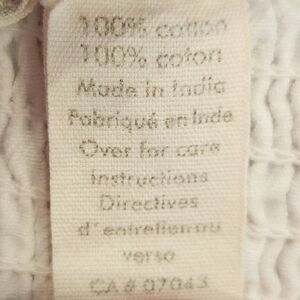 100% cotton
100% coton
Made in India
Fabriqué en Inde
Over for care
instructions
Directives
d'entretien au
verso
CA# 07043